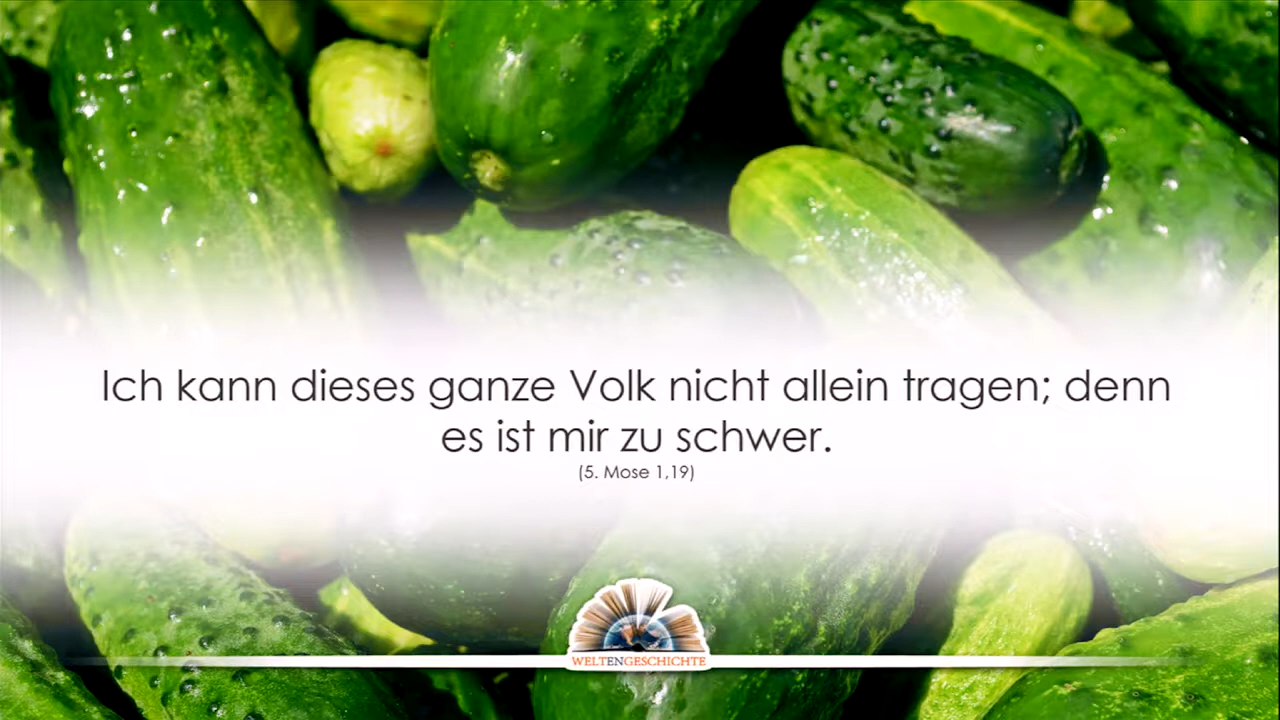 Ich kann dieses ganze Volk nicht allein tragen; denn
es ist mir zu schwer.
(5. Mose 1,19)
WELTENGESCHICHTE